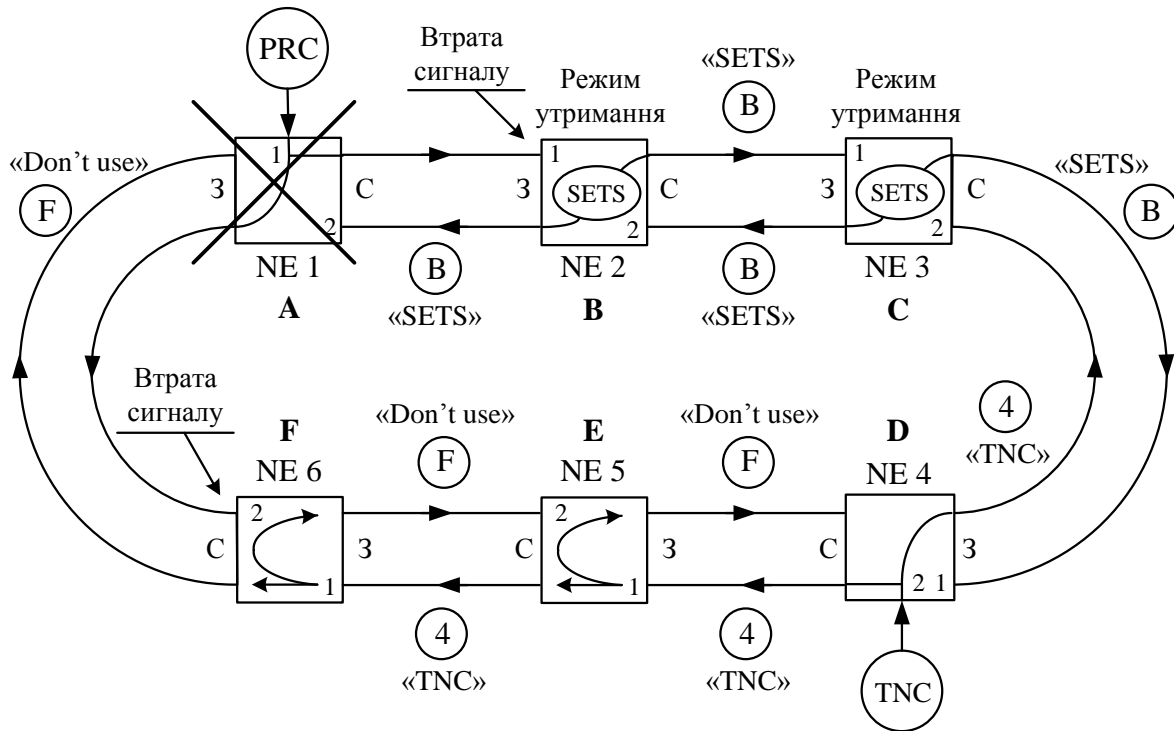 PRC
Втрата
сигналу
Режим
утримання
«SETS»
B
Режим
утримання
«Don't use»
F
З
1
2
С
З
1
SETS
2
С
З
1
SETS
2
С
«SETS»
B
NE 1
A
B
«SETS»
NE 2
B
B
«SETS»
NE 3
C
Втрата
сигналу
F
NE 6
«Don't use»
F
E
NE 5
«Don't use»
F
D
NE 4
4
«TNC»
С
2
1
З
С
2
1
З
С
2 1
З
4
«TNC»
4
«TNC»
TNC